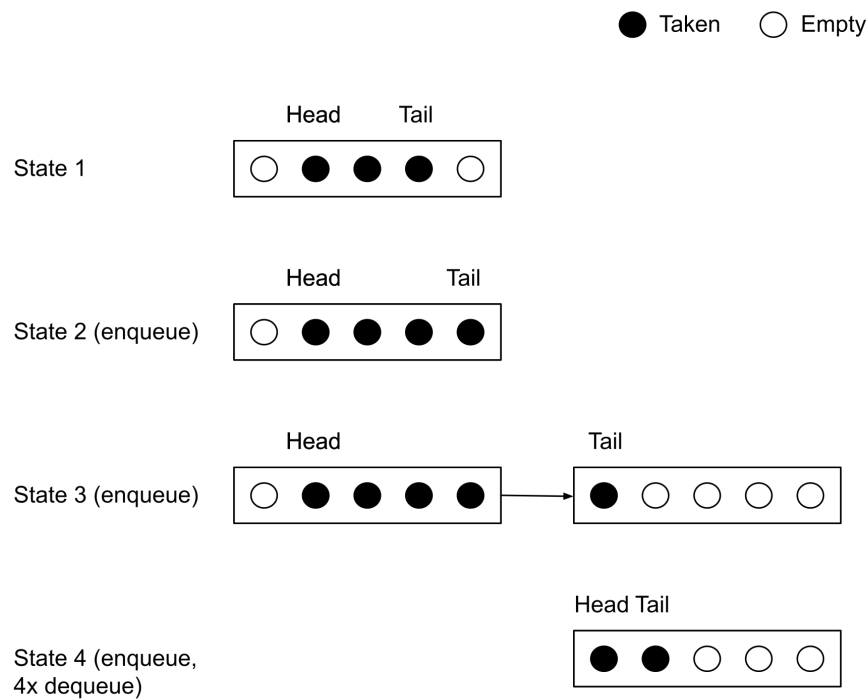 Taken Empty
Head Tail
State 1
Head Tail
State 2 (enqueue)
Head Tail
State 3 (enqueue)
Head Tail
State 4 (enqueue,
4x dequeue)